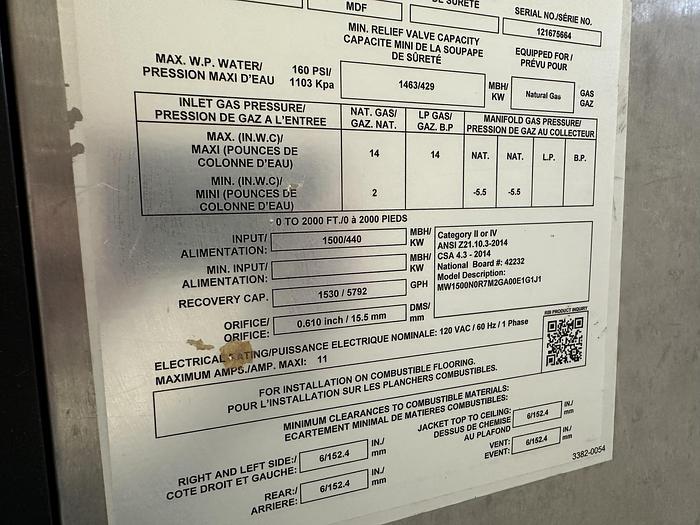 MDF
DE SÛRETÉ
SERIAL NO./SÉRIE NO.
121675664
MIN. RELIEF VALVE CAPACITY
CAPACITE MINI DE LA SOUPAPE
DE SÛRETÉ
EQUIPPED FOR /
PRÉVU POUR
MAX. W.P. WATER/
PRESSION MAXI D'EAU
160 PSI/
1103 Kpa
1463/429
MBH/
KW
Natural Gas
GAS
GAZ
INLET GAS PRESSURE/
PRESSION DE GAZ A L'ENTREE
NAT. GAS/
GAZ. NAT.
LP GAS/
GAZ. B.P
MANIFOLD GAS PRESSURE/
PRESSION DE GAZ AU COLLECTEUR
MAX. (IN.W.C)/
MAXI (POUNCES DE
COLONNE D'EAU)
14
14
NAT.
NAT.
L.P.
B.P.
MIN. (IN.W.C)/
MINI (POUNCES DE
COLONNE D'EAU)
2
-5.5
-5.5
0 TO 2000 FT./0 à 2000 PIEDS
INPUT/
ALIMENTATION:
1500/440
MBH/
KW
MIN. INPUT/
ALIMENTATION:
MBH/
KW
RECOVERY CAP.
1530 / 5792
GPH
ORIFICE/
ORIFICE:
0.610 inch / 15.5 mm
DMS/
mm
Category II or IV
ANSI Z21.10.3-2014
CSA 4.3 - 2014
National Board #: 42232
Model Description:
MW1500N0R7M2GA00E1G1J1
RBI PRODUCT INQUIRY
ELECTRICAL RATING/PUISSANCE ELECTRIQUE NOMINALE: 120 VAC / 60 Hz / 1 Phase
MAXIMUM AMPS./AMP. MAXI: 11
FOR INSTALLATION ON COMBUSTIBLE FLOORING.
POUR L'INSTALLATION SUR LES PLANCHERS COMBUSTIBLES.
MINIMUM CLEARANCES TO COMBUSTIBLE MATERIALS:
ECARTEMENT MINIMAL DE MATIERES COMBUSTIBLES:
RIGHT AND LEFT SIDE:/
COTE DROIT ET GAUCHE:
6/152.4
IN./
mm
JACKET TOP TO CEILING:
DESSUS DE CHEMISE
AU PLAFOND
6/152.4
IN./
mm
REAR:/
ARRIERE:
6/152.4
IN./
mm
VENT:
EVENT:
6/152.4
IN./
mm
3382-0054